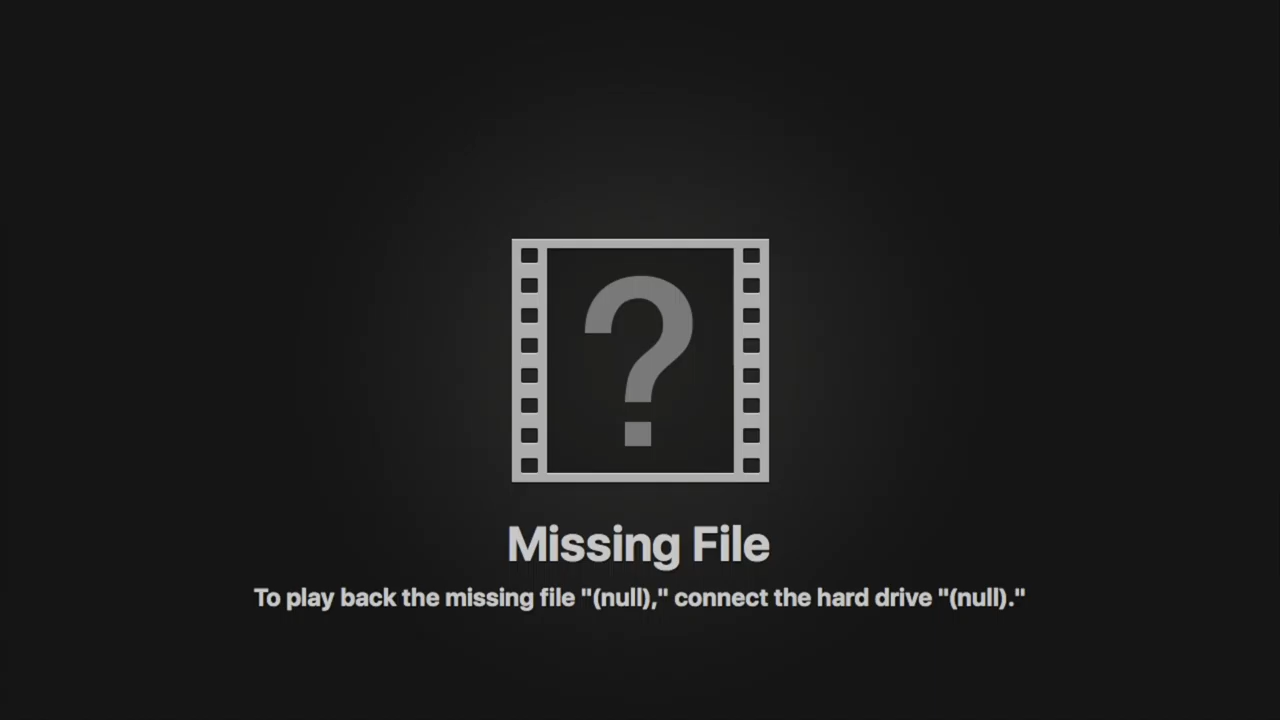 ?
Missing File
To play back the missing file "(null)," connect the hard drive "(null)."